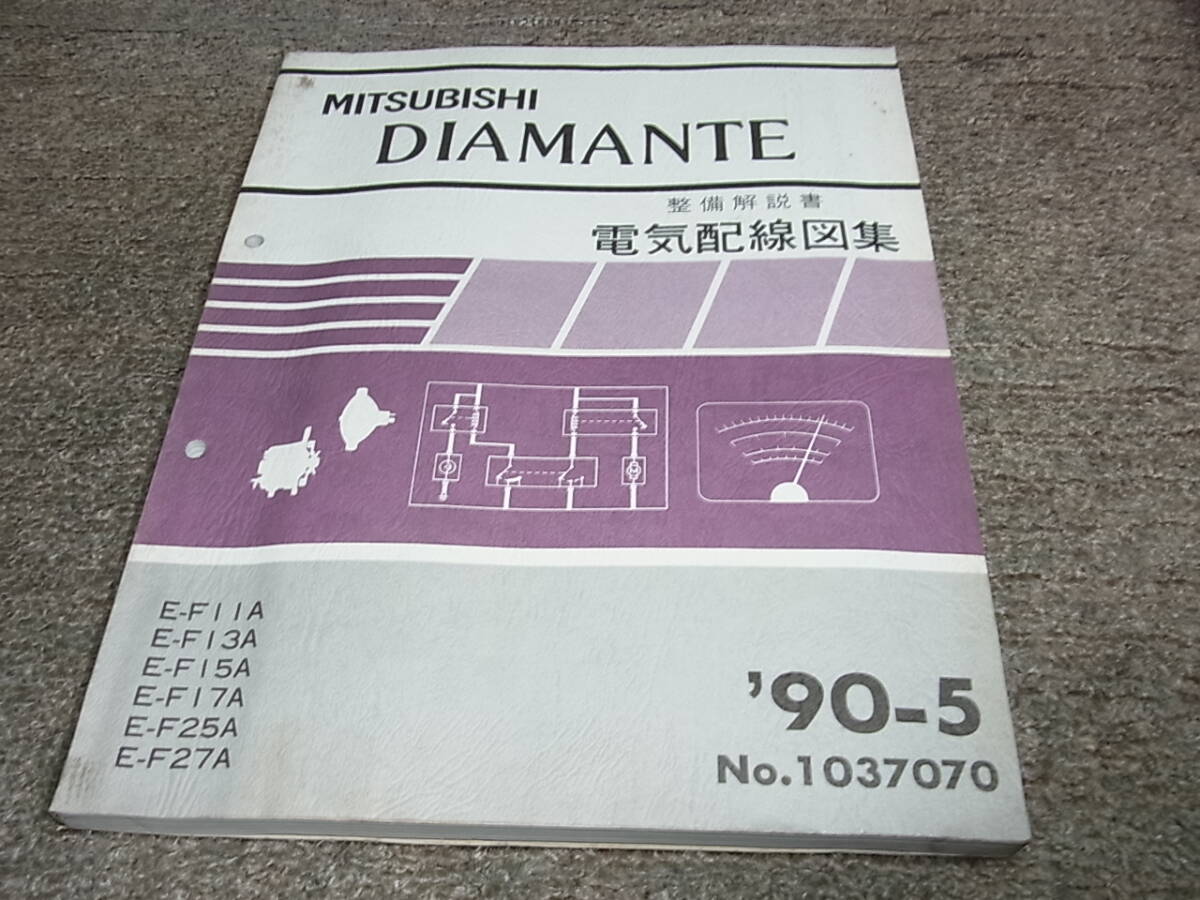 MITSUBISHI
DIAMANTE
整備解説書
電気配線図集
E-F11A
E-F13A
E-F15A
E-F17A
E-F25A
E-F27A
'90-5
No.1037070